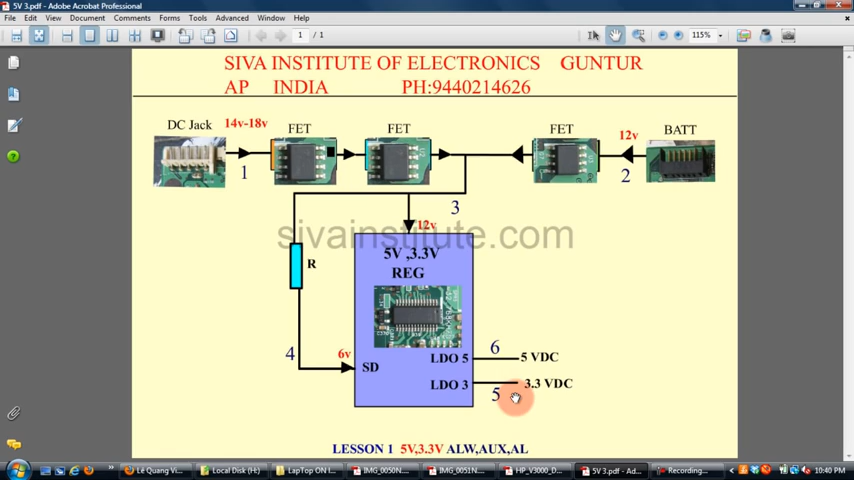 5V 3.pdf - Adobe Acrobat Professional
File Edit View Document Comments Forms Tools Advanced Window Help
1 / 1
115%
SIVA INSTITUTE OF ELECTRONICS GUNTUR
AP INDIA PH:9440214626
DC Jack
14v-18v
FET
FET
FET
12v
BATT
1
2
3
12v
sivainstitute.com
5V ,3.3V
REG
R
4
6v
SD
LDO 5
6
5 VDC
LDO 3
5
3.3 VDC
LESSON 1 5V,3.3V ALW,AUX,AL
Lê Quang Vi...
Local Disk (H:)
LapTop ON I...
IMG_0050N...
IMG_0051N...
HP_V3000_D...
5V 3.pdf - Ad...
Recording...
10:40 PM